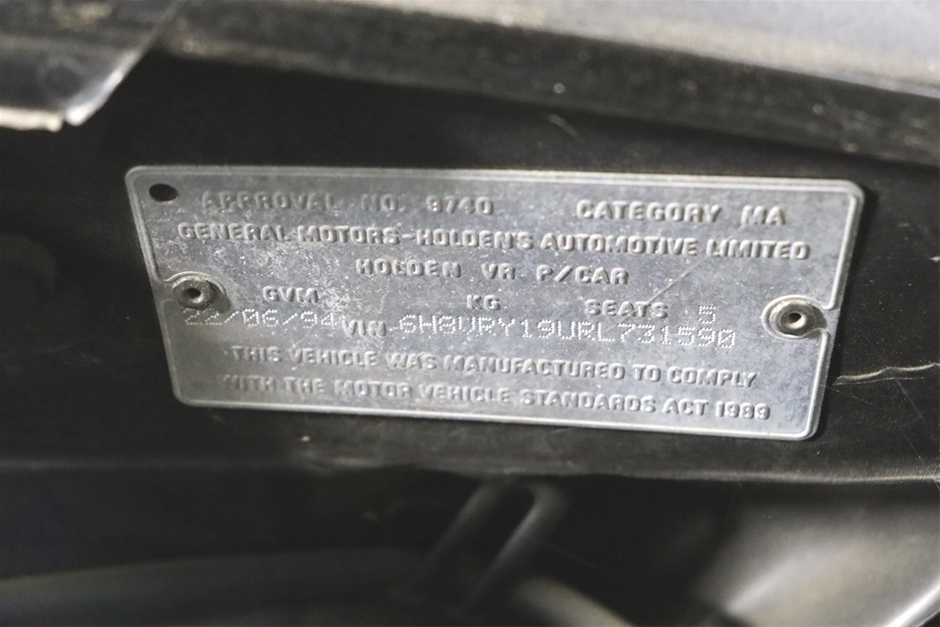 APPROVAL NO. 9740 CATEGORY MA
GENERAL MOTORS-HOLDEN'S AUTOMOTIVE LIMITED
HOLDEN VR P/CAR
GVM KG SEATS 5
22/06/94 VIN 6H8VRY19URL731590
THIS VEHICLE WAS MANUFACTURED TO COMPLY
WITH THE MOTOR VEHICLE STANDARDS ACT 1989